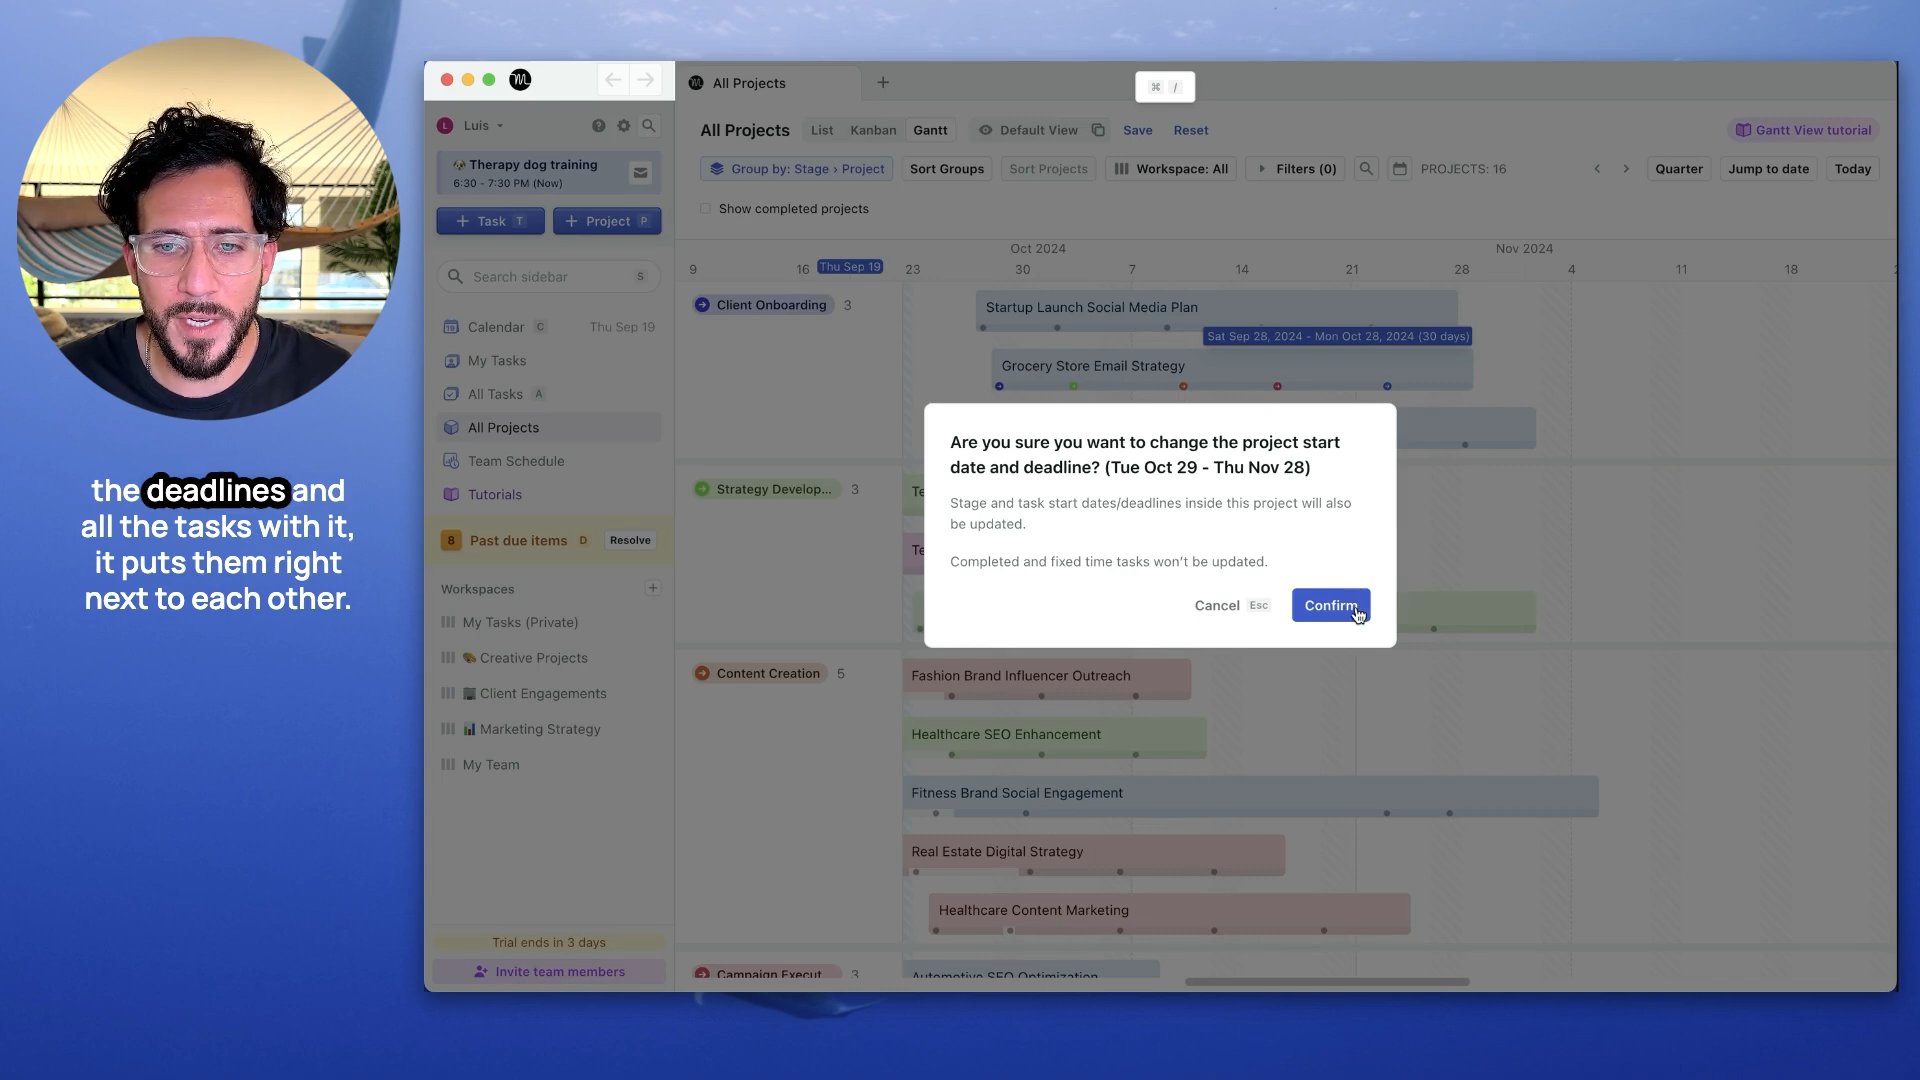 the deadlines and
all the tasks with it,
it puts them right
next to each other.
All Projects
⌘ /
Luis
Therapy dog training
6:30 - 7:30 PM (Now)
+ Task T
+ Project P
Search sidebar S
Calendar C Thu Sep 19
My Tasks
All Tasks A
All Projects
Team Schedule
Tutorials
8 Past due items D Resolve
Workspaces
My Tasks (Private)
Creative Projects
Client Engagements
Marketing Strategy
My Team
Trial ends in 3 days
Invite team members
All Projects List Kanban Gantt Default View Save Reset Gantt View tutorial
Group by: Stage › Project Sort Groups Sort Projects Workspace: All Filters (0) PROJECTS: 16 Quarter Jump to date Today
Show completed projects
Oct 2024 Nov 2024
9 16 Thu Sep 19 23 30 7 14 21 28 4 11 18
Client Onboarding 3
Startup Launch Social Media Plan
Sat Sep 28, 2024 - Mon Oct 28, 2024 (30 days)
Grocery Store Email Strategy
Strategy Develop... 3
Te
Te
Are you sure you want to change the project start
date and deadline? (Tue Oct 29 - Thu Nov 28)
Stage and task start dates/deadlines inside this project will also
be updated.
Completed and fixed time tasks won't be updated.
Cancel Esc Confirm
Content Creation 5
Fashion Brand Influencer Outreach
Healthcare SEO Enhancement
Fitness Brand Social Engagement
Real Estate Digital Strategy
Healthcare Content Marketing
Campaign Execut... 3
Automotive SEO Optimization